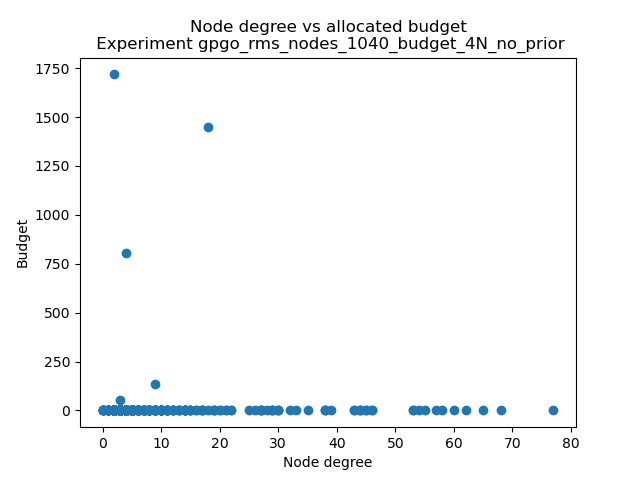 Node degree vs allocated budget
Experiment gpgo_rms_nodes_1040_budget_4N_no_prior
1750
1500
1250
1000
750
500
250
0
Budget
0 10 20 30 40 50 60 70 80
Node degree